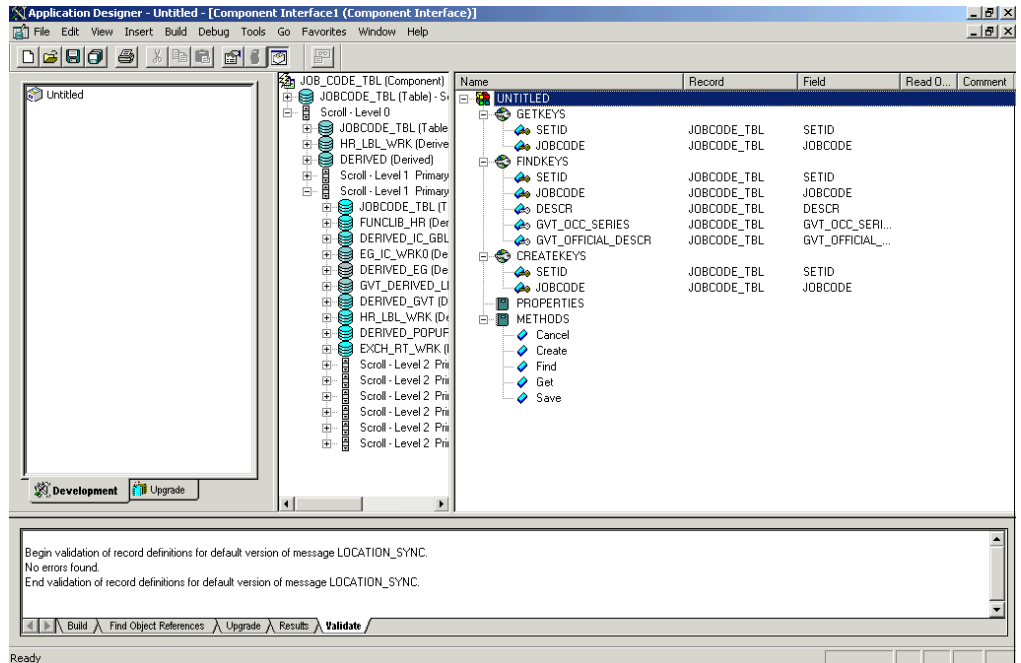 Application Designer - Untitled - [Component Interface1 (Component Interface)]
File Edit View Insert Build Debug Tools Go Favorites Window Help
Untitled
Development Upgrade
JOB_CODE_TBL (Component)
JOBCODE_TBL (Table) - S
Scroll - Level 0
JOBCODE_TBL (Table
HR_LBL_WRK (Derive
DERIVED (Derived)
Scroll - Level 1 Primary
Scroll - Level 1 Primary
JOBCODE_TBL (T
FUNCLIB_HR (Der
DERIVED_IC_GBL
EG_IC_WRK0 (De
DERIVED_EG (De
GVT_DERIVED_LI
DERIVED_GVT (D
HR_LBL_WRK (De
DERIVED_POPUF
EXCH_RT_WRK (
Scroll - Level 2 Pri
Scroll - Level 2 Pri
Scroll - Level 2 Pri
Scroll - Level 2 Pri
Scroll - Level 2 Pri
Scroll - Level 2 Pri
Name Record Field Read O... Comment
UNTITLED
GETKEYS
SETID JOBCODE_TBL SETID
JOBCODE JOBCODE_TBL JOBCODE
FINDKEYS
SETID JOBCODE_TBL SETID
JOBCODE JOBCODE_TBL JOBCODE
DESCR JOBCODE_TBL DESCR
GVT_OCC_SERIES JOBCODE_TBL GVT_OCC_SERI...
GVT_OFFICIAL_DESCR JOBCODE_TBL GVT_OFFICIAL_...
CREATEKEYS
SETID JOBCODE_TBL SETID
JOBCODE JOBCODE_TBL JOBCODE
PROPERTIES
METHODS
Cancel
Create
Find
Get
Save
Begin validation of record definitions for default version of message LOCATION_SYNC.
No errors found.
End validation of record definitions for default version of message LOCATION_SYNC.
Build Find Object References Upgrade Results Validate
Ready